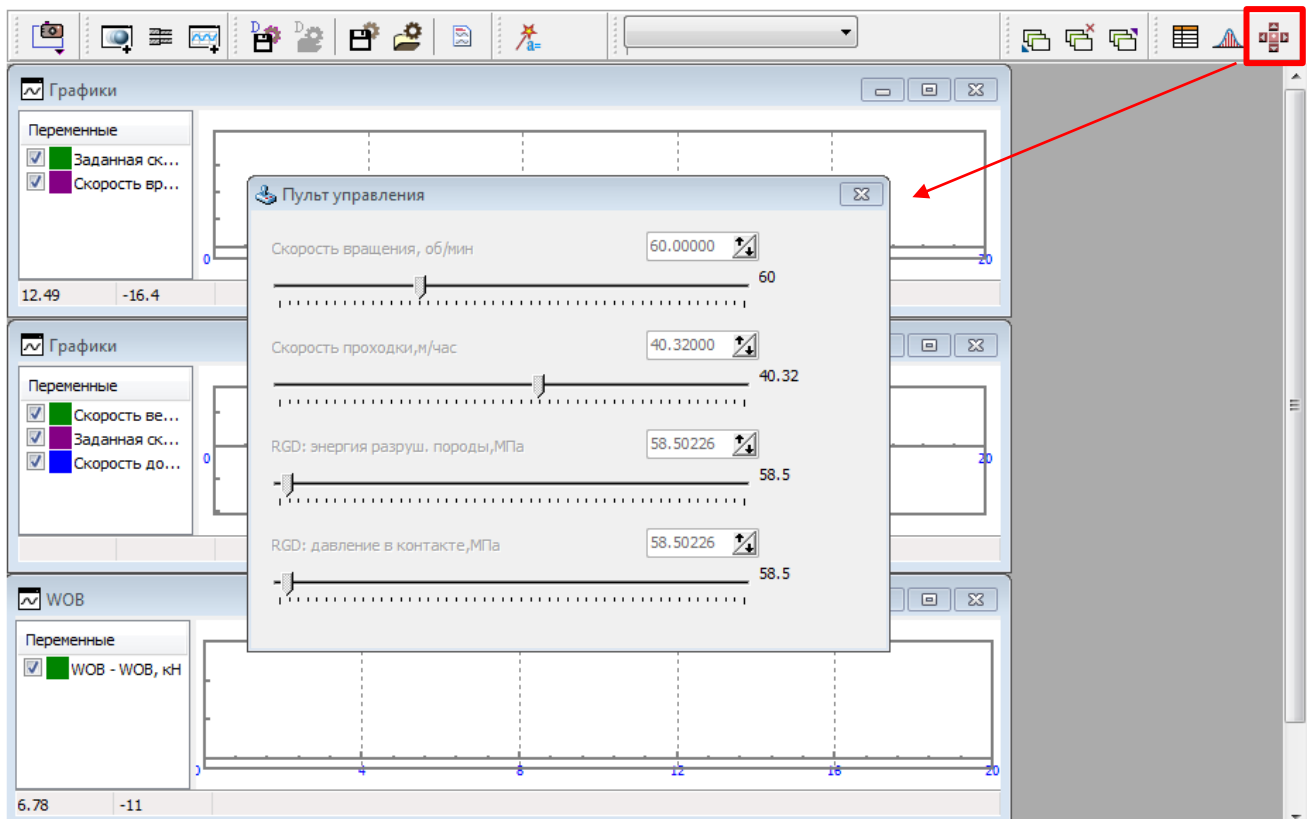 D
D
a=
Графики
Переменные
Заданная ск...
Скорость вр...
0
20
12.49 -16.4
Пульт управления
Скорость вращения, об/мин 60.00000
60
Скорость проходки,м/час 40.32000
40.32
RGD: энергия разруш. породы,МПа 58.50226
58.5
RGD: давление в контакте,МПа 58.50226
58.5
Графики
Переменные
Скорость ве...
Заданная ск...
Скорость до...
0
20
WOB
Переменные
WOB - WOB, кН
0 4 8 12 16 20
6.78 -11